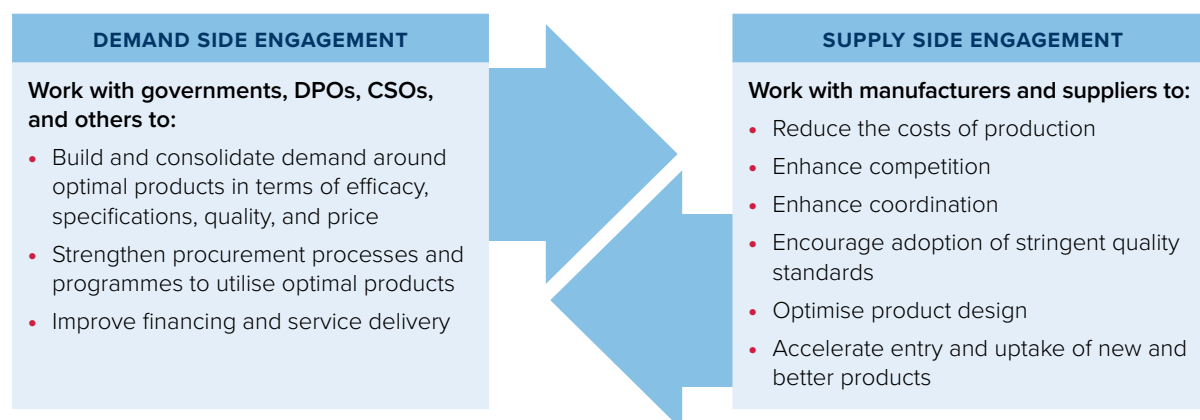 DEMAND SIDE ENGAGEMENT
Work with governments, DPOs, CSOs,
and others to:
• Build and consolidate demand around
optimal products in terms of efficacy,
specifications, quality, and price
• Strengthen procurement processes and
programmes to utilise optimal products
• Improve financing and service delivery
SUPPLY SIDE ENGAGEMENT
Work with manufacturers and suppliers to:
• Reduce the costs of production
• Enhance competition
• Enhance coordination
• Encourage adoption of stringent quality
standards
• Optimise product design
• Accelerate entry and uptake of new and
better products